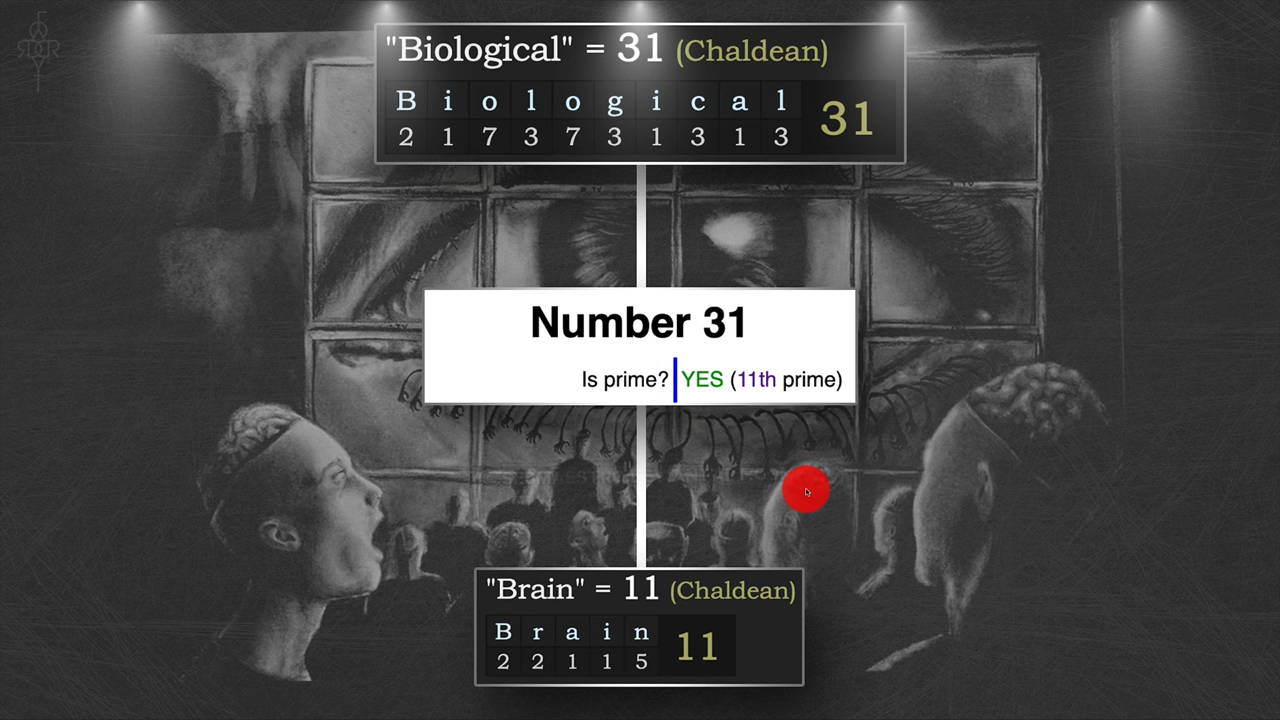 "Biological" = 31 (Chaldean)
B i o l o g i c a l
2 1 7 3 7 3 1 3 1 3 31
Number 31
Is prime? YES (11th prime)
"Brain" = 11 (Chaldean)
B r a i n
2 2 1 1 5 11